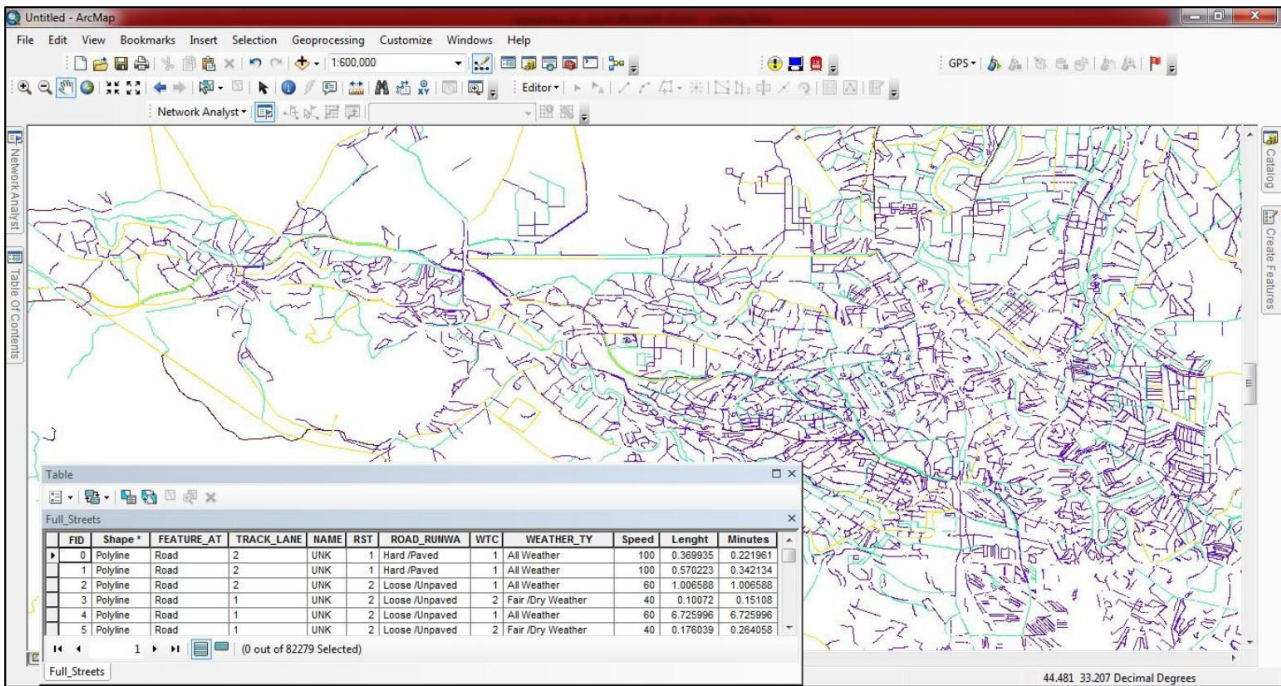 Untitled - ArcMap
File Edit View Bookmarks Insert Selection Geoprocessing Customize Windows Help
1:600,000
GPS
Editor
Network Analyst
Network Analyst
Table Of Contents
Catalog
Create Features
Table
Full_Streets
FID Shape * FEATURE_AT TRACK_LANE NAME RST ROAD_RUNWA WTC WEATHER_TY Speed Lenght Minutes
0 Polyline Road 2 UNK 1 Hard /Paved 1 All Weather 100 0.369935 0.221961
1 Polyline Road 2 UNK 1 Hard /Paved 1 All Weather 100 0.570223 0.342134
2 Polyline Road 2 UNK 2 Loose /Unpaved 1 All Weather 60 1.006588 1.006588
3 Polyline Road 1 UNK 2 Loose /Unpaved 2 Fair /Dry Weather 40 0.10072 0.15108
4 Polyline Road 1 UNK 2 Loose /Unpaved 1 All Weather 60 6.725996 6.725996
5 Polyline Road 1 UNK 2 Loose /Unpaved 2 Fair /Dry Weather 40 0.176039 0.264058
1 (0 out of 82279 Selected)
Full_Streets
44.481 33.207 Decimal Degrees